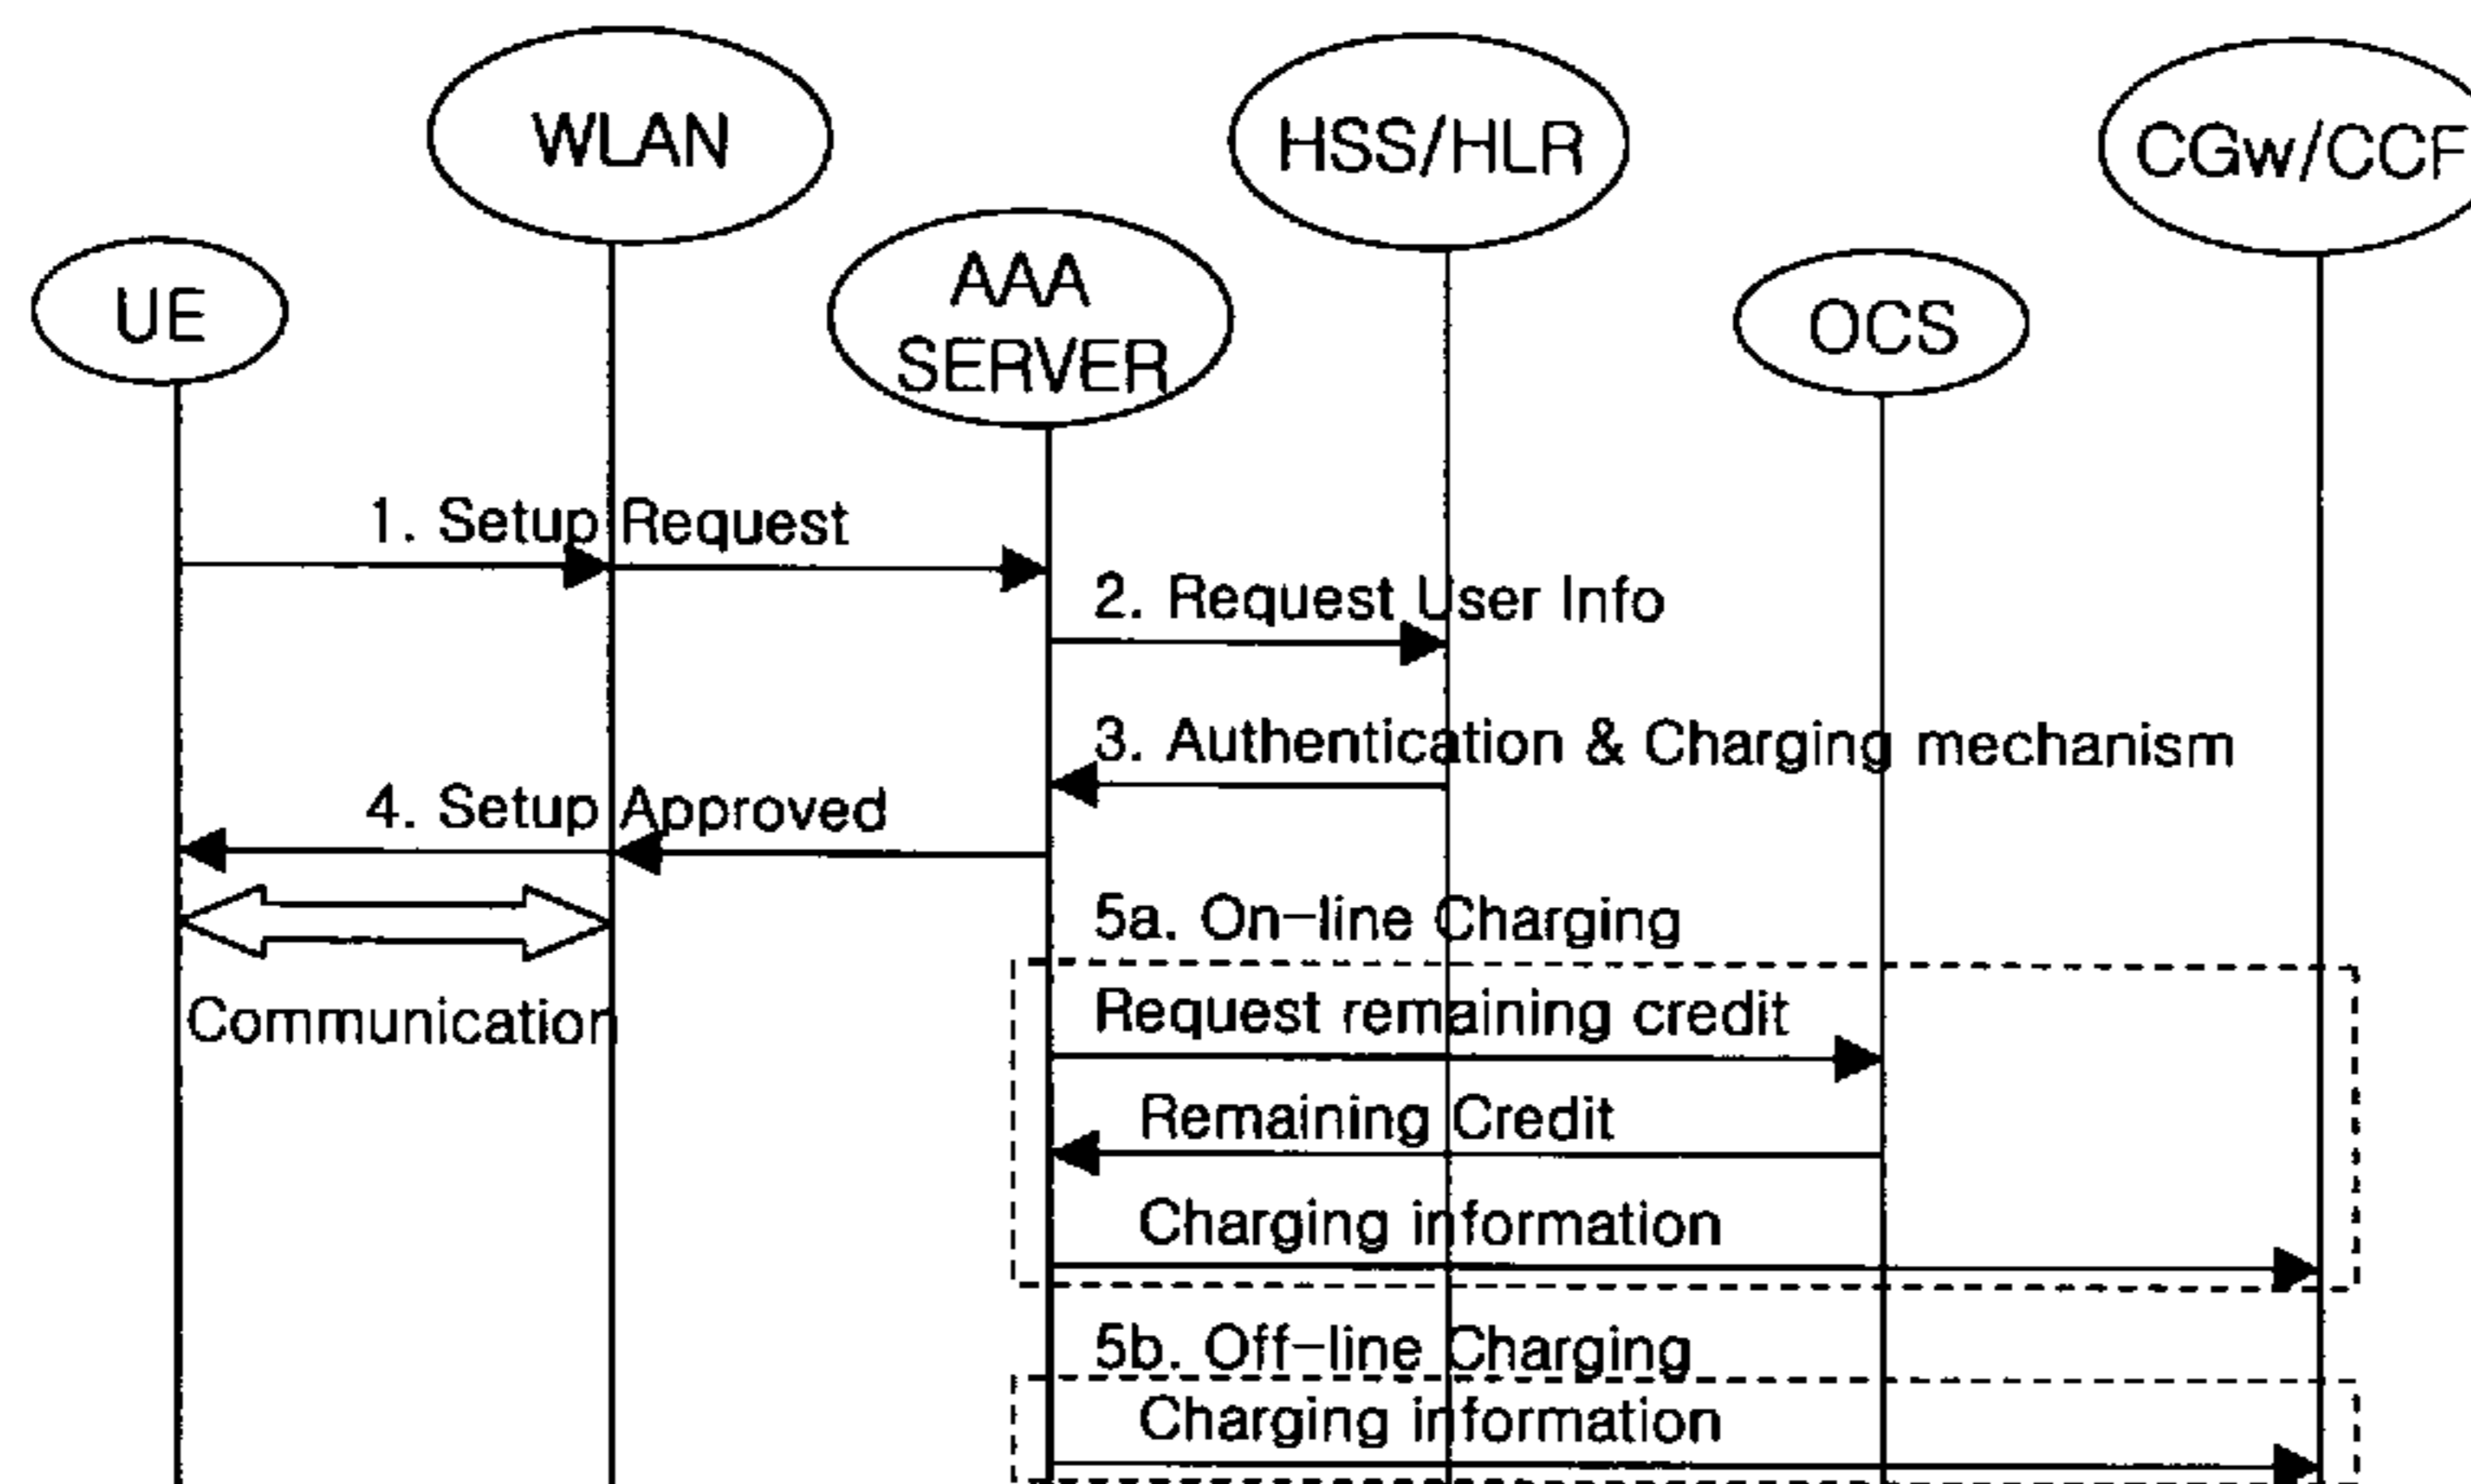 WLAN
HSS/HLR
CGw/CCF
UE
AAA
SERVER
OCS
1. Setup Request
2. Request User Info
3. Authentication & Charging mechanism
4. Setup Approved
5a. On-line Charging
Communication
Request remaining credit
Remaining Credit
Charging information
5b. Off-line Charging
Charging information